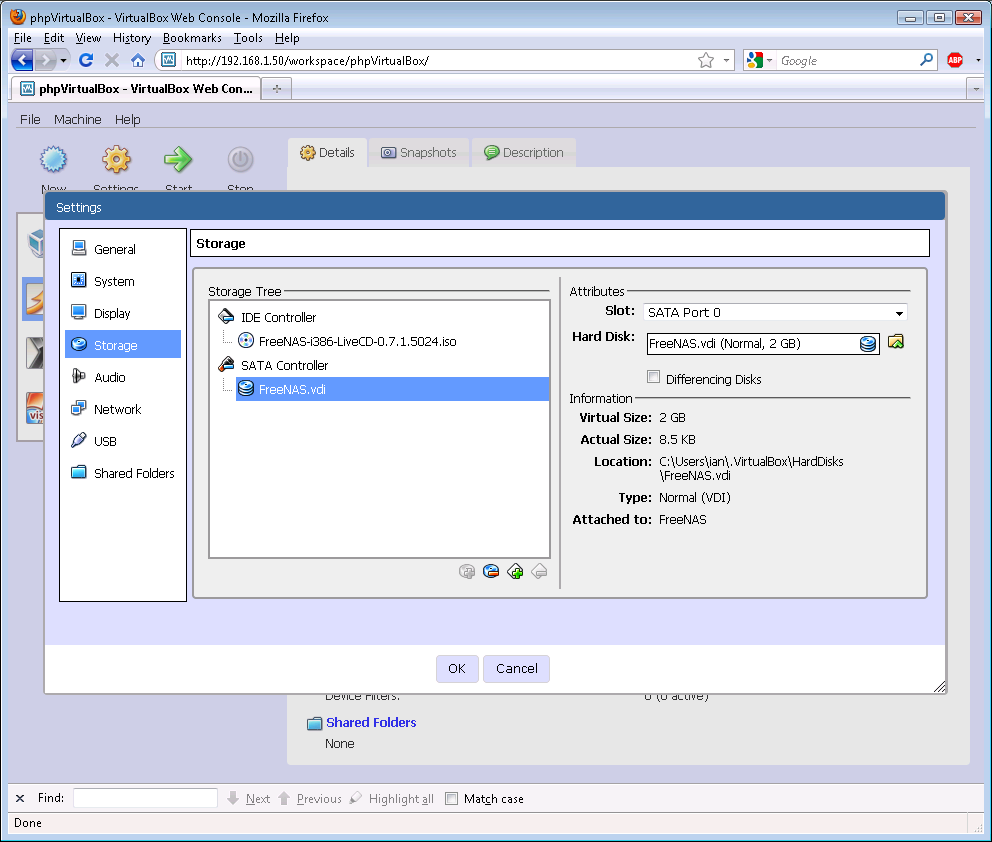 phpVirtualBox - VirtualBox Web Console - Mozilla Firefox
File Edit View History Bookmarks Tools Help
http://192.168.1.50/workspace/phpVirtualBox/
Google
ABP
phpVirtualBox - VirtualBox Web Con...
File Machine Help
Details Snapshots Description
New Settings Start Stop
Settings
General
System
Display
Storage
Audio
Network
USB
Shared Folders
Storage
Storage Tree
IDE Controller
FreeNAS-i386-LiveCD-0.7.1.5024.iso
SATA Controller
FreeNAS.vdi
Attributes
Slot: SATA Port 0
Hard Disk: FreeNAS.vdi (Normal, 2 GB)
Differencing Disks
Information
Virtual Size: 2 GB
Actual Size: 8.5 KB
Location: C:\Users\ian\.VirtualBox\HardDisks
\FreeNAS.vdi
Type: Normal (VDI)
Attached to: FreeNAS
OK Cancel
vis
Device Filters: 0 (0 active)
Shared Folders
None
Find: Next Previous Highlight all Match case
Done